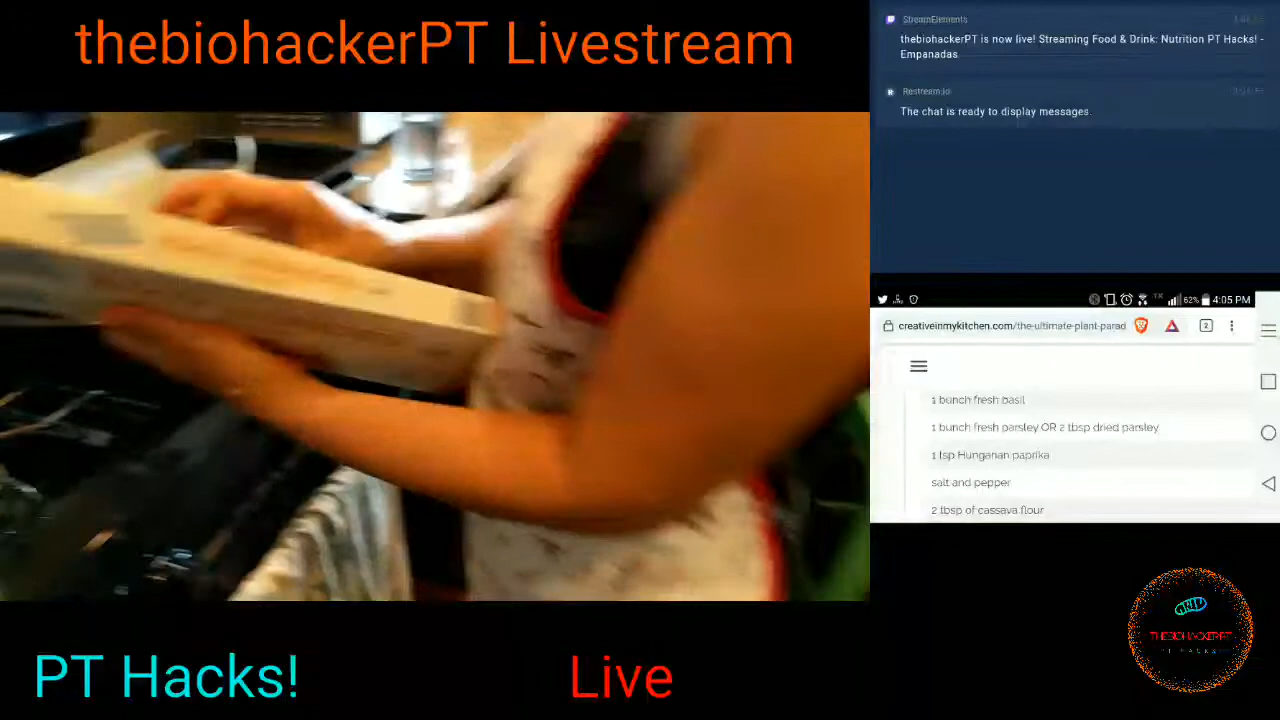 thebiohackerPT Livestream
StreamElements
thebiohackerPT is now live! Streaming Food & Drink: Nutrition PT Hacks! -
Empanadas
Restream.io
The chat is ready to display messages.
62% 4:05 PM
creativeinmykitchen.com/the-ultimate-plant-parad
2
1 bunch fresh basil
1 bunch fresh parsley OR 2 tbsp dried parsley
1 tsp Hungarian paprika
salt and pepper
2 tbsp of cassava flour
THEBIOHACKERPT
PT HACKS!
PT Hacks!
Live